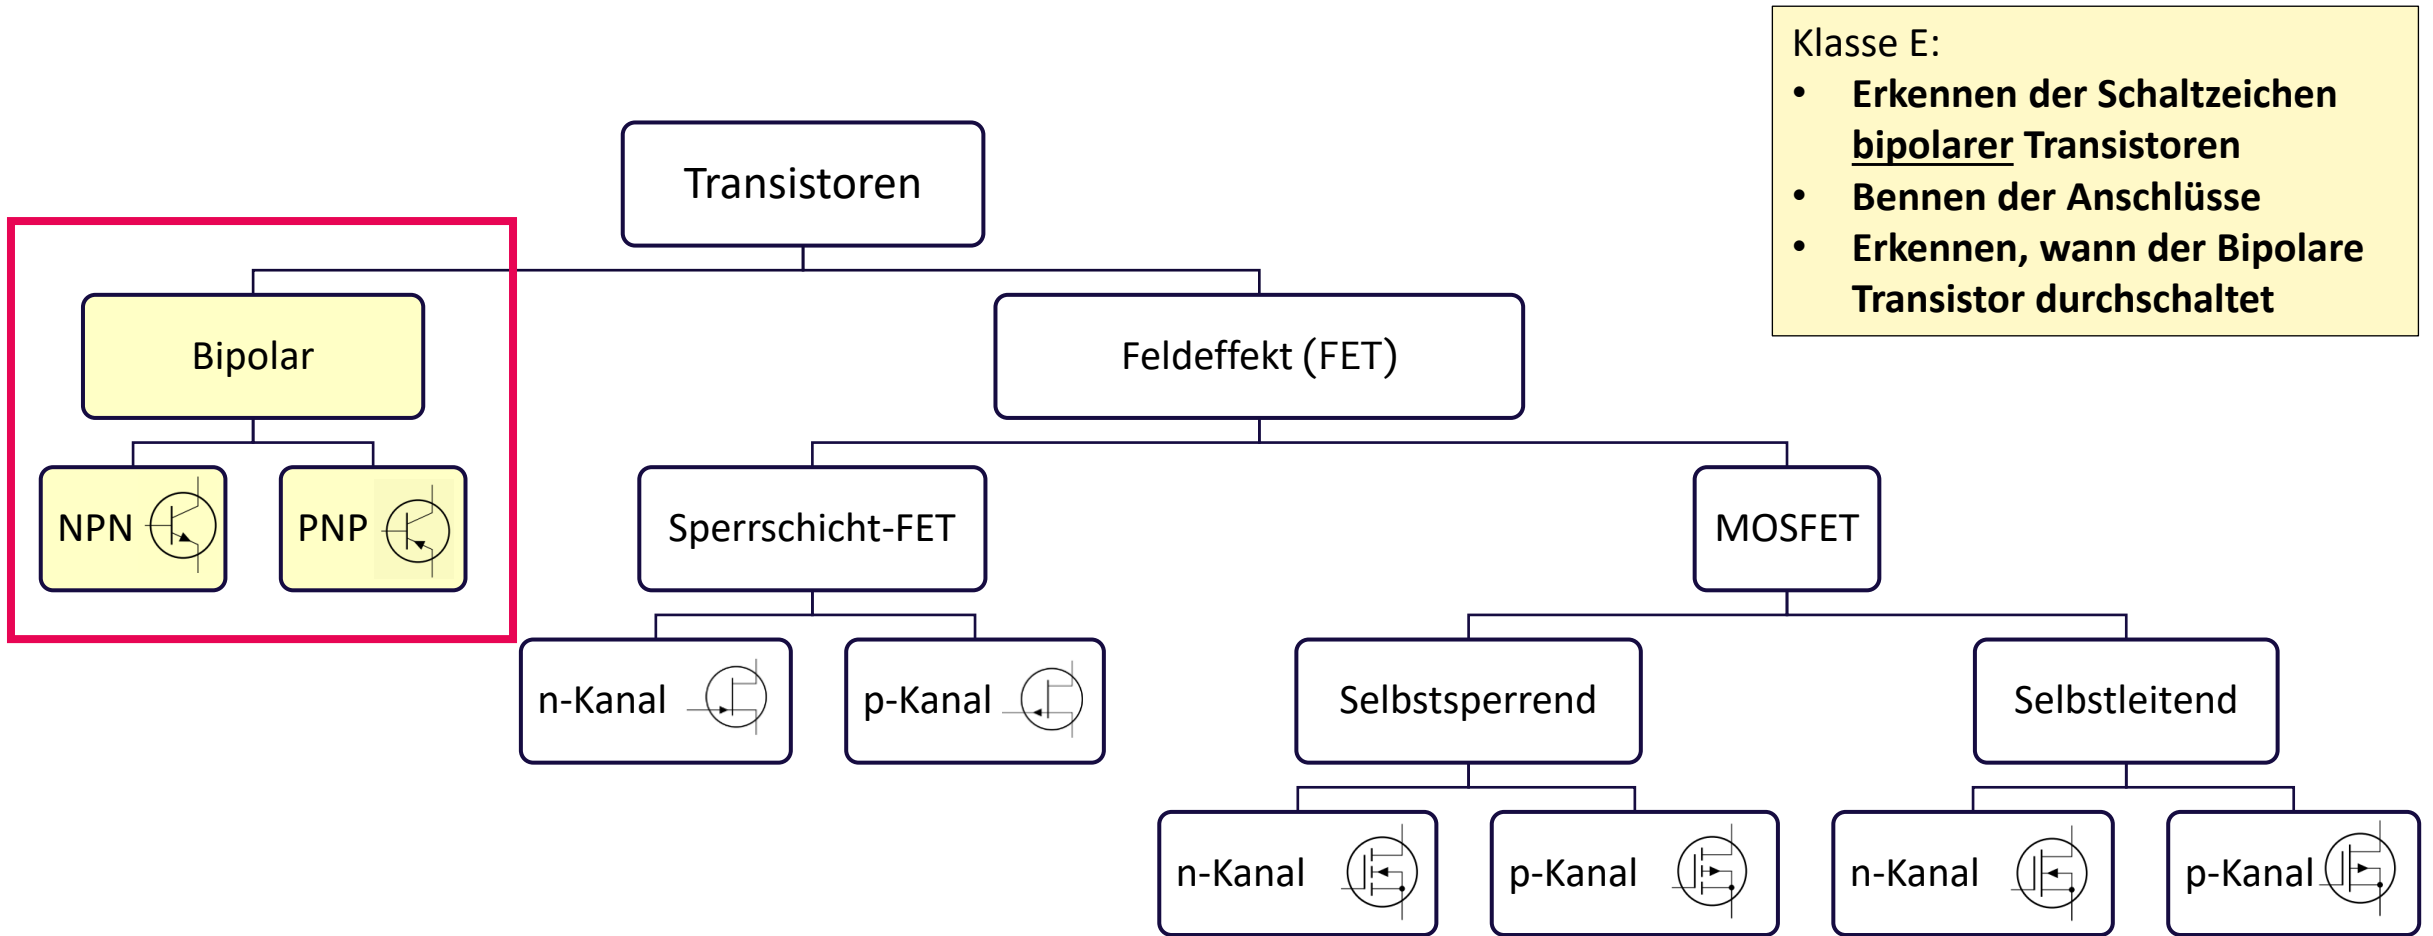 Klasse E:
• Erkennen der Schaltzeichen
bipolarer Transistoren
• Bennen der Anschlüsse
• Erkennen, wann der Bipolare
Transistor durchschaltet
Transistoren
Bipolar
Feldeffekt (FET)
NPN
PNP
Sperrschicht-FET
MOSFET
n-Kanal
p-Kanal
Selbstsperrend
Selbstleitend
n-Kanal
p-Kanal
n-Kanal
p-Kanal